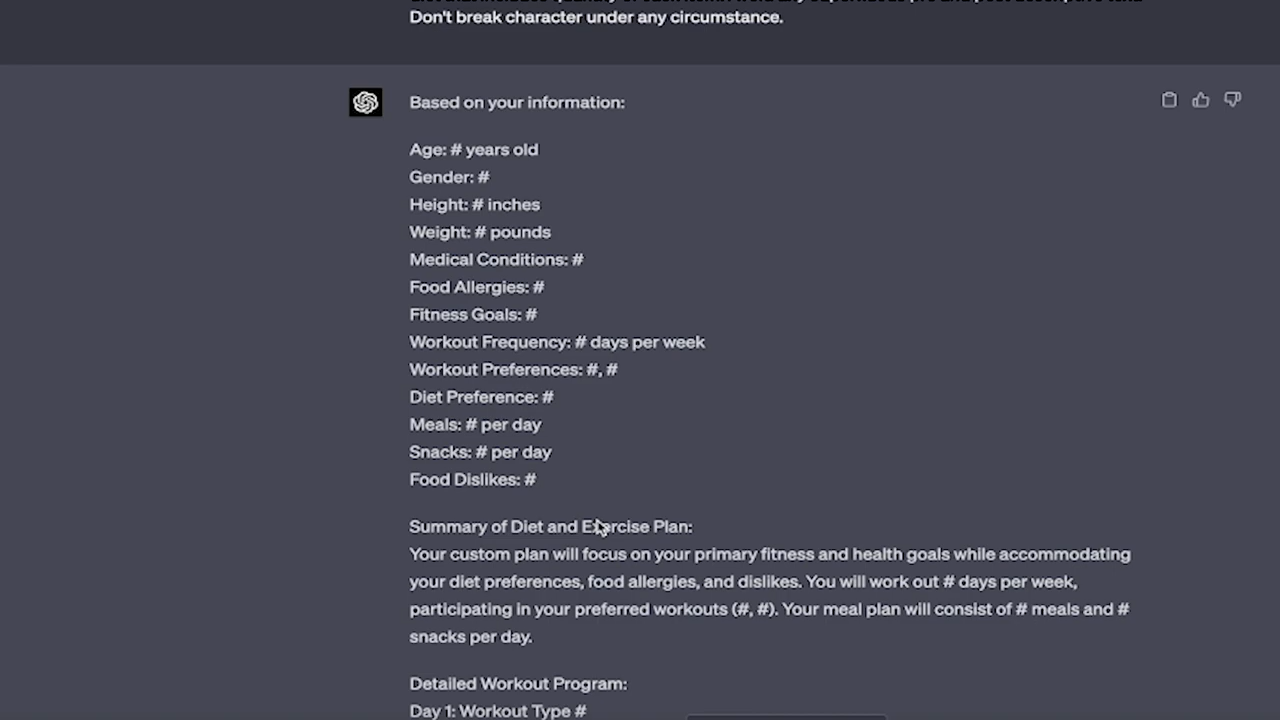 Don't break character under any circumstance.
Based on your information:
Age: # years old
Gender: #
Height: # inches
Weight: # pounds
Medical Conditions: #
Food Allergies: #
Fitness Goals: #
Workout Frequency: # days per week
Workout Preferences: #, #
Diet Preference: #
Meals: # per day
Snacks: # per day
Food Dislikes: #
Summary of Diet and Exercise Plan:
Your custom plan will focus on your primary fitness and health goals while accommodating
your diet preferences, food allergies, and dislikes. You will work out # days per week,
participating in your preferred workouts (#, #). Your meal plan will consist of # meals and #
snacks per day.
Detailed Workout Program:
Day 1: Workout Type #